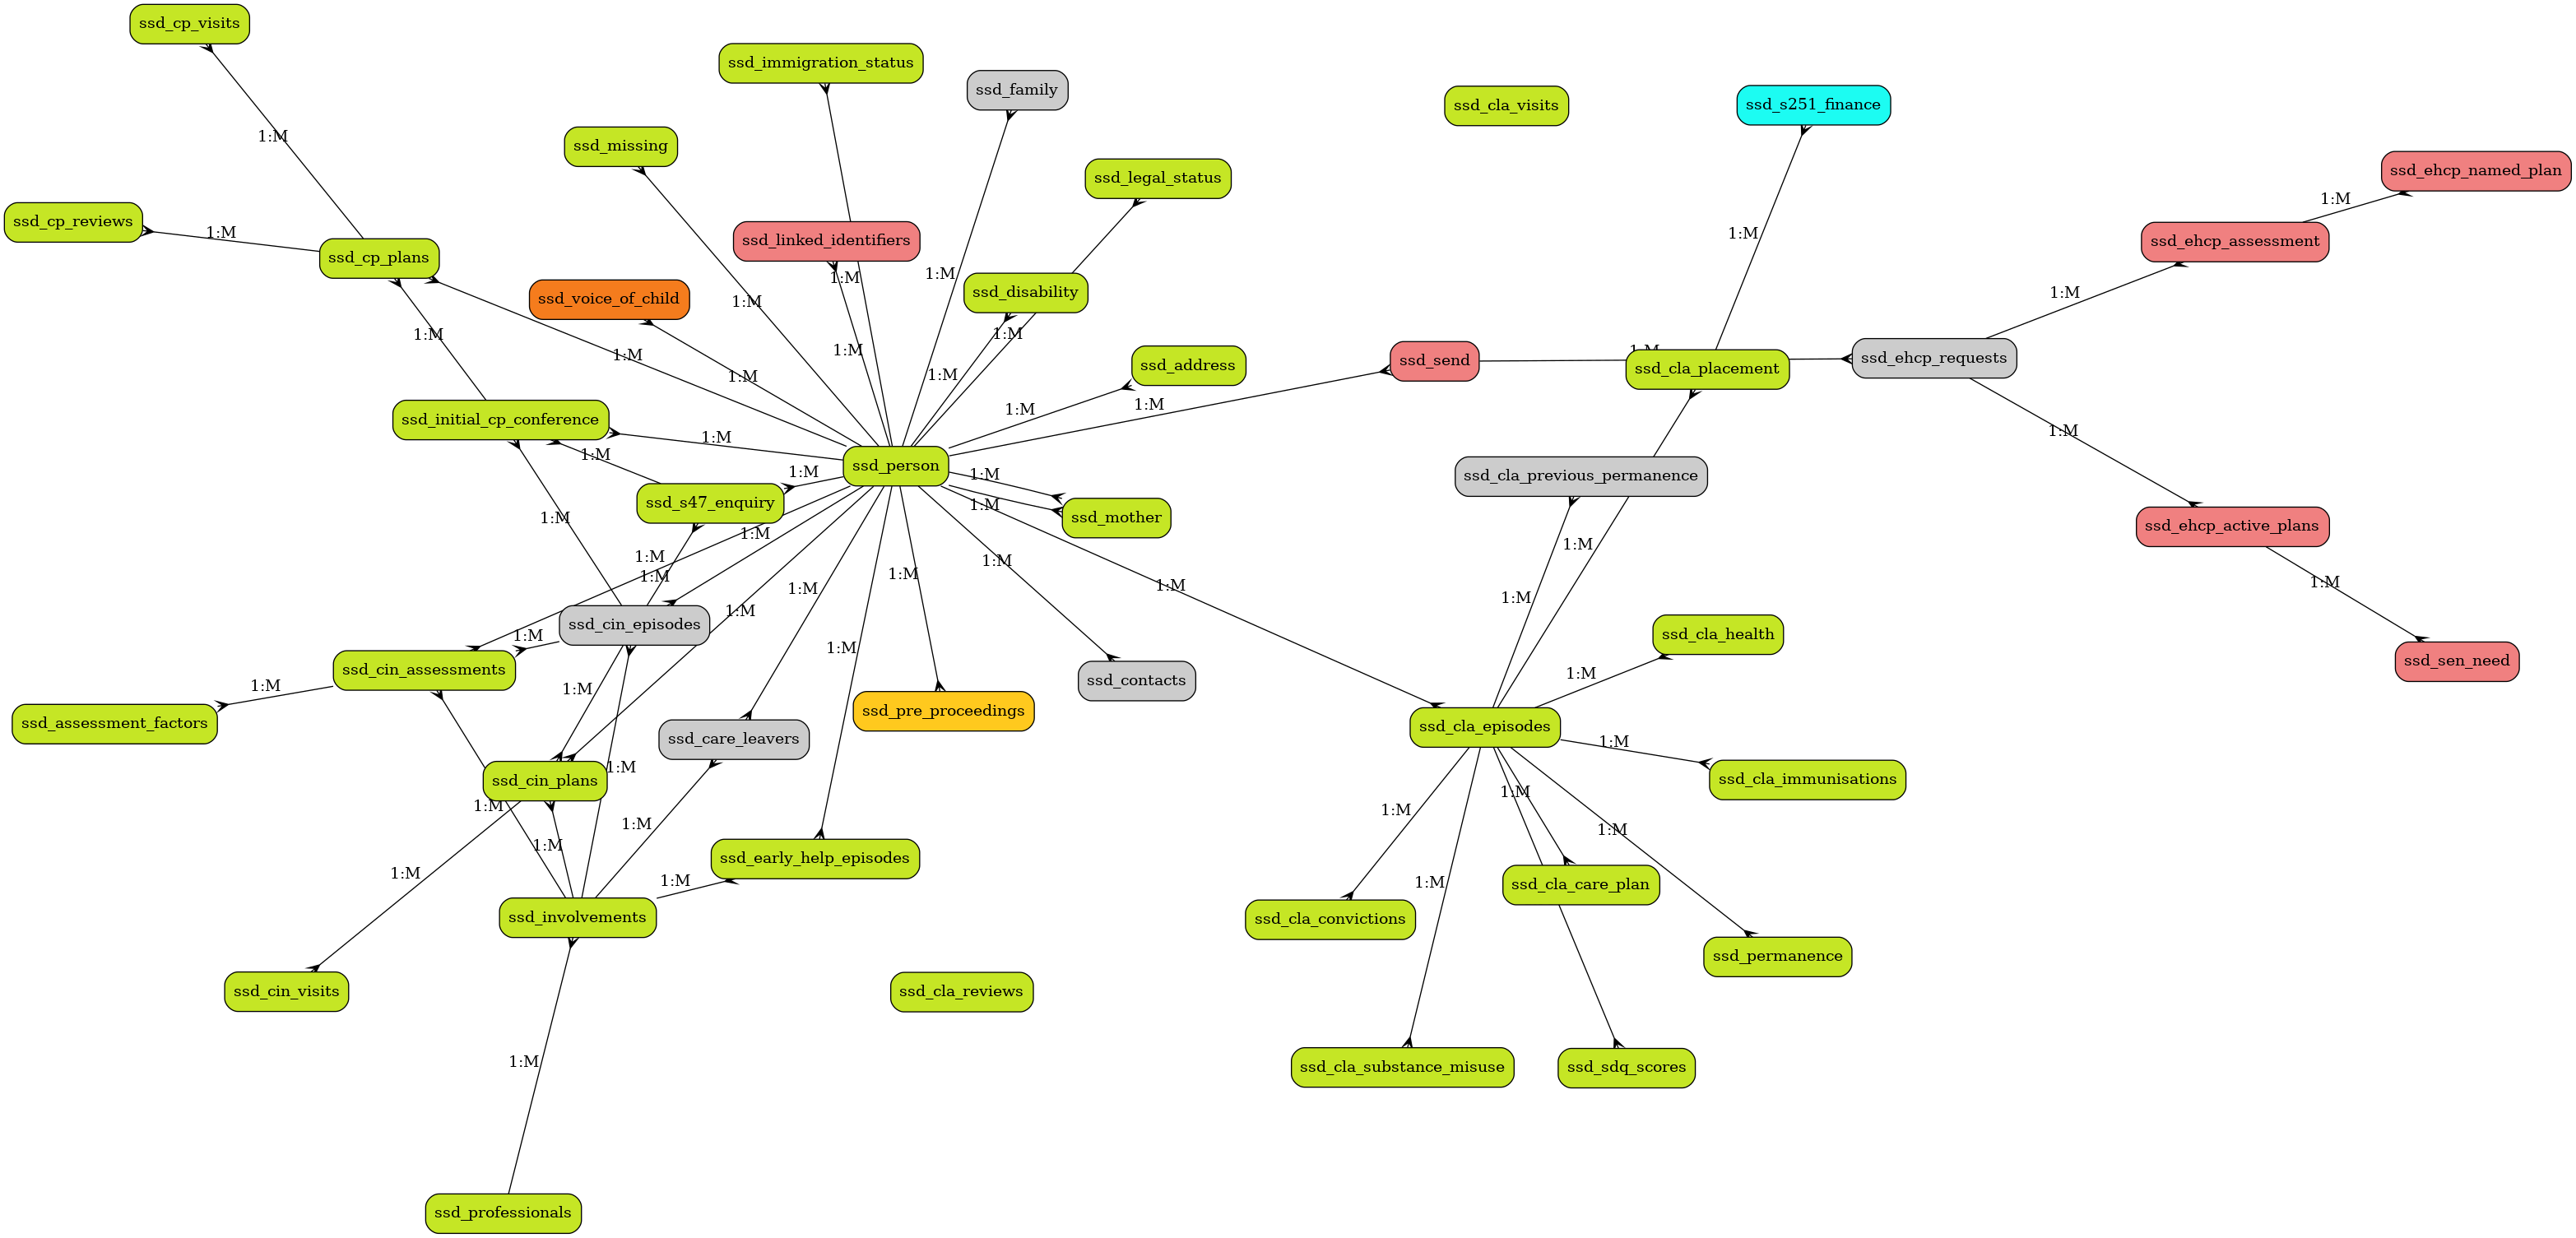 ssd_cp_visits
ssd_immigration_status
ssd_family
ssd_cla_visits
ssd_s251_finance
1:M
ssd_missing
ssd_ehcp_named_plan
ssd_legal_status
1:M
ssd_cp_reviews
1:M
ssd_linked_identifiers
1:M
ssd_ehcp_assessment
ssd_cp_plans
1:M
1:M
ssd_disability
1:M
ssd_voice_of_child
1:M
1:M
1:M
1:M
1:M
1:M
1:M
ssd_send
ssd_cla_placement
ssd_ehcp_requests
ssd_address
1:M
1:M
1:M
1:M
ssd_initial_cp_conference
1:M
1:M
1:M
ssd_person
1:M
1:M
ssd_cla_previous_permanence
ssd_s47_enquiry
1:M
ssd_mother
1:M
ssd_ehcp_active_plans
1:M
1:M
1:M
1:M
1:M
1:M
1:M
1:M
1:M
1:M
1:M
1:M
ssd_cin_episodes
1:M
ssd_cla_health
1:M
1:M
ssd_sen_need
ssd_cin_assessments
1:M
1:M
ssd_contacts
1:M
ssd_assessment_factors
ssd_pre_proceedings
ssd_cla_episodes
ssd_care_leavers
1:M
ssd_cin_plans
1:M
ssd_cla_immunisations
1:M
1:M
1:M
1:M
1:M
1:M
ssd_early_help_episodes
1:M
1:M
1:M
ssd_cla_care_plan
ssd_involvements
ssd_cla_convictions
ssd_permanence
ssd_cin_visits
ssd_cla_reviews
1:M
ssd_cla_substance_misuse
ssd_sdq_scores
ssd_professionals